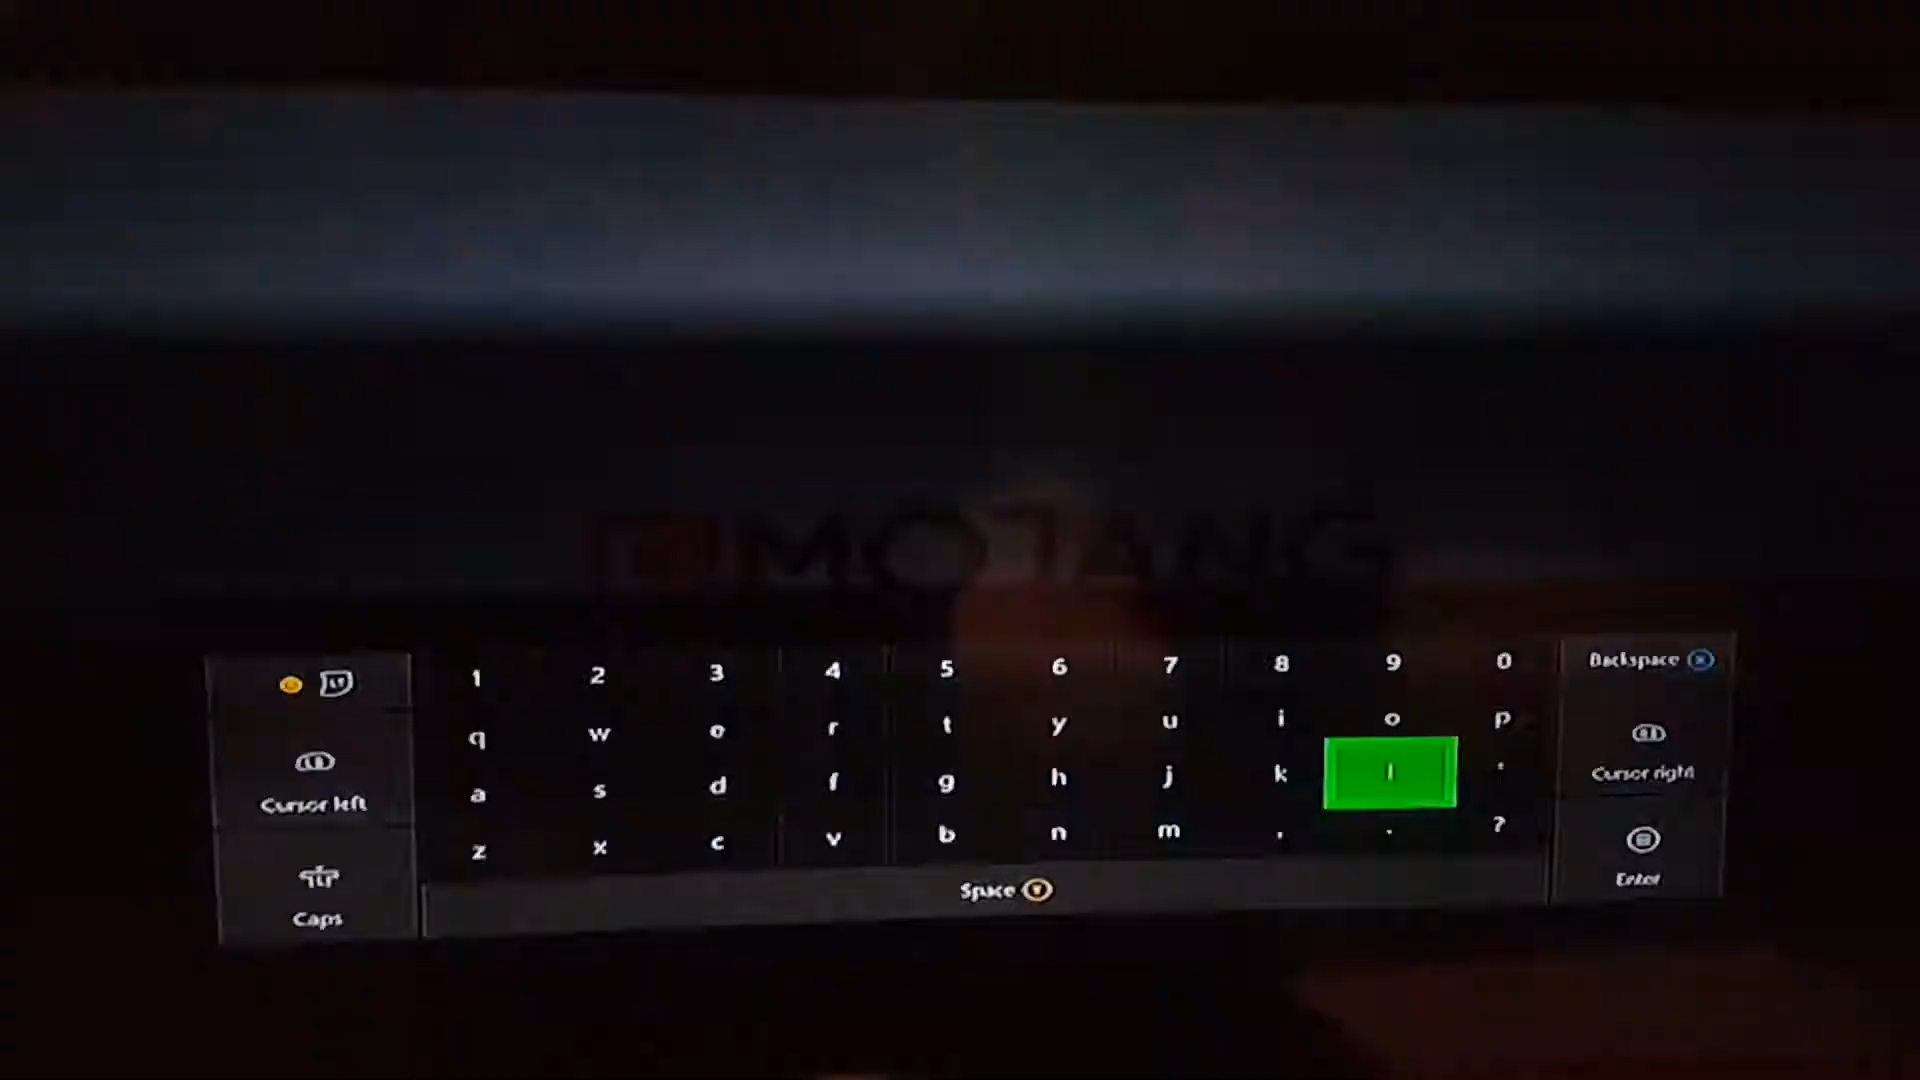 MOJANG
1 2 3 4 5 6 7 8 9 0 Backspace
q w e r t y u i o p
Cursor left a s d f g h j k l ' Cursor right
z x c v b n m , . ?
Caps Space Enter